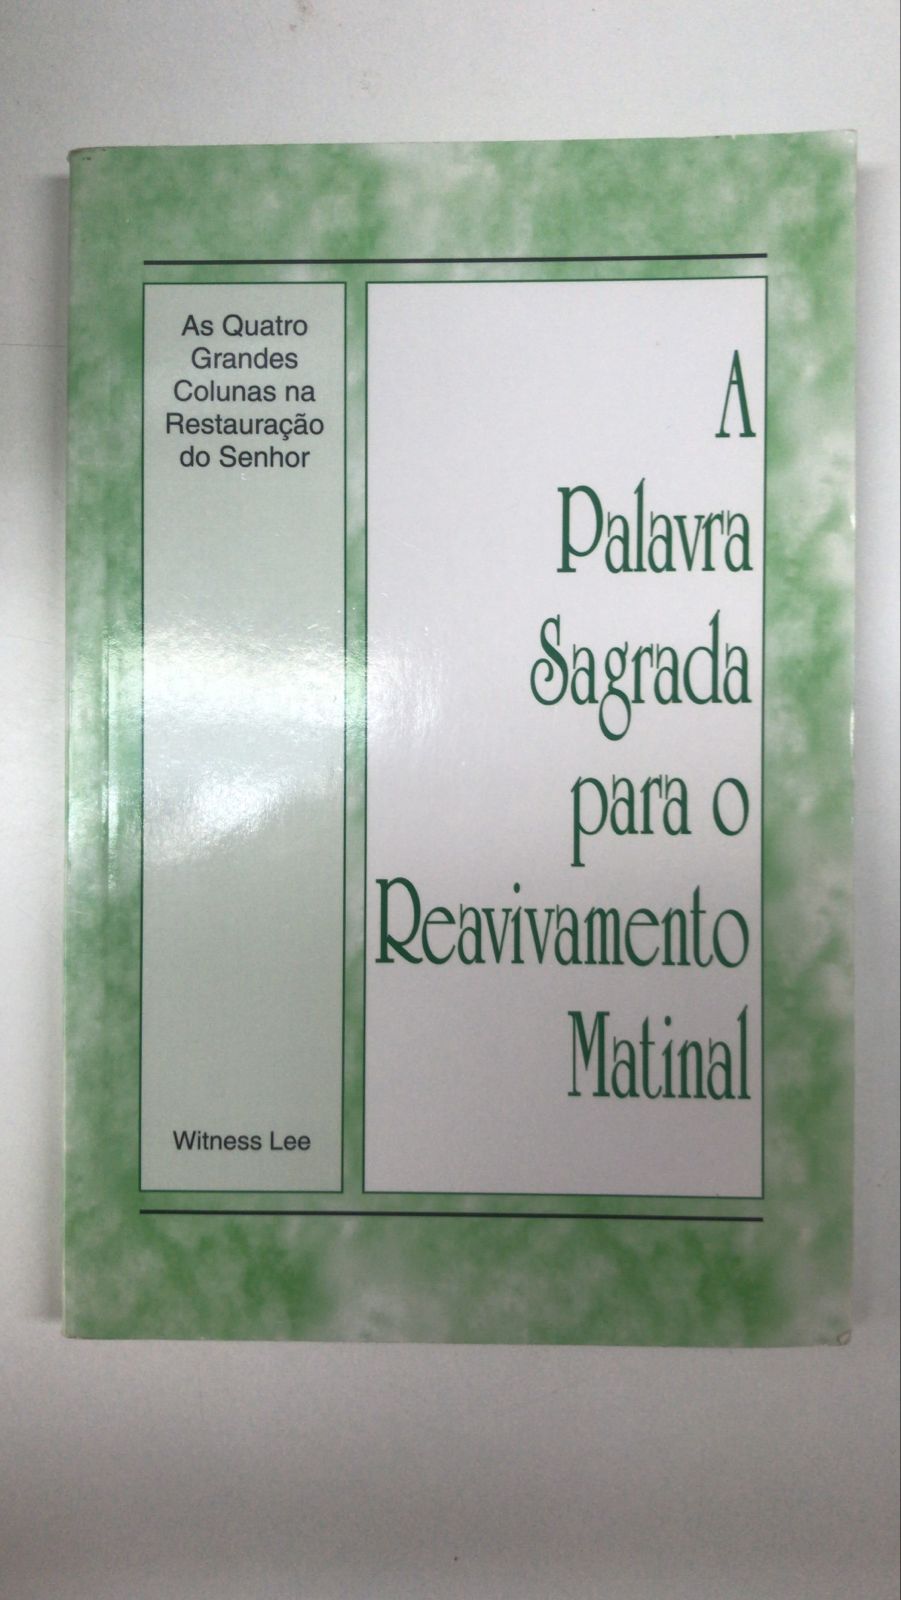 As Quatro
Grandes
Colunas na
Restauração
do Senhor
Witness Lee
A
Palavra
Sagrada
para o
Reavivamento
Matinal